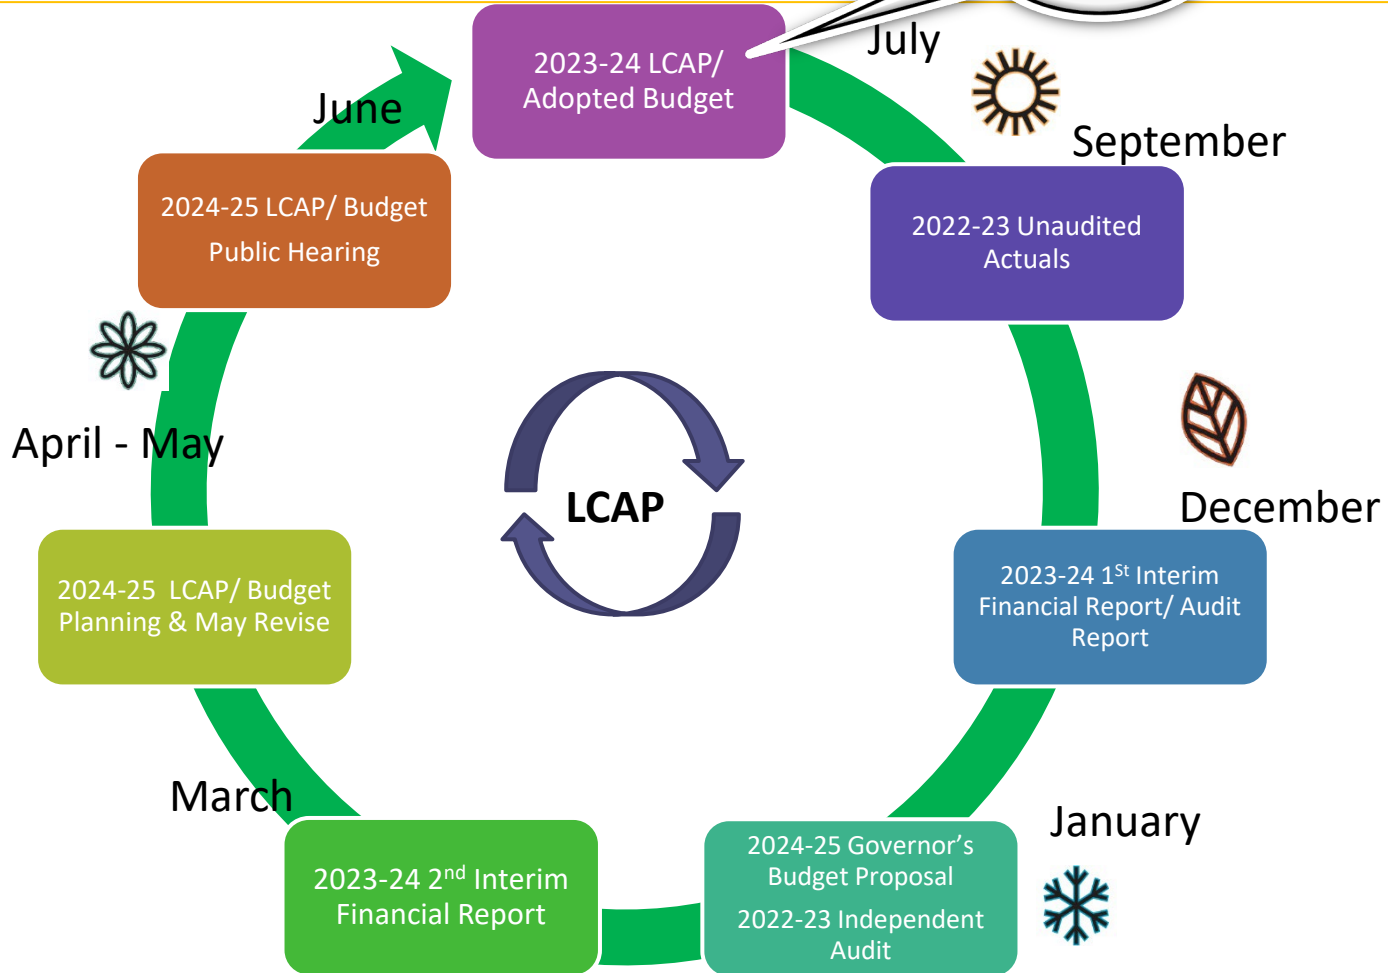 July
2023-24 LCAP/
Adopted Budget
June
September
2024-25 LCAP/ Budget
Public Hearing
2022-23 Unaudited
Actuals
April - May
LCAP
December
2024-25 LCAP/ Budget
Planning & May Revise
2023-24 1St Interim
Financial Report/ Audit
Report
March
January
2024-25 Governor's
Budget Proposal
2022-23 Independent
Audit
2023-24 2nd Interim
Financial Report